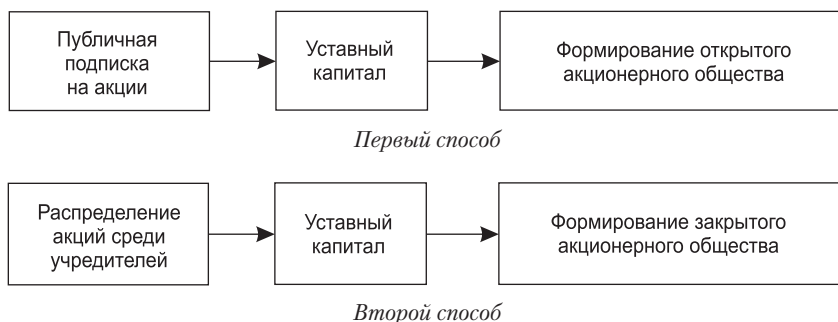 Публичная
подписка
на акции
Уставный
капитал
Формирование открытого
акционерного общества
Первый способ
Распределение
акций среди
учредителей
Уставный
капитал
Формирование закрытого
акционерного общества
Второй способ